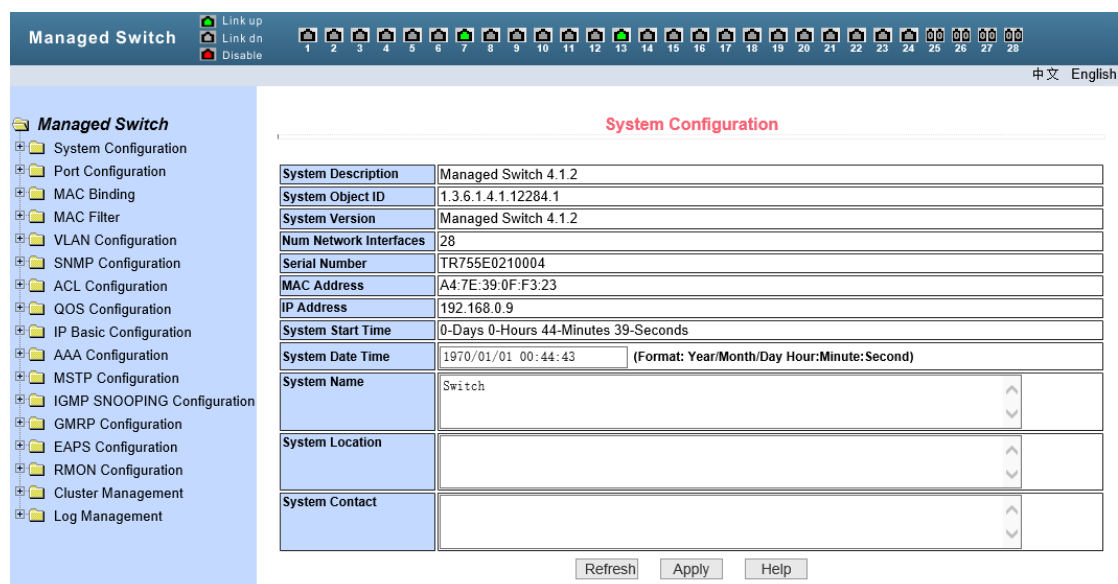 Managed Switch
Link up
Link dn
Disable
1 2 3 4 5 6 7 8 9 10 11 12 13 14 15 16 17 18 19 20 21 22 23 24 25 26 27 28
中文 English
Managed Switch
System Configuration
Port Configuration
MAC Binding
MAC Filter
VLAN Configuration
SNMP Configuration
ACL Configuration
QOS Configuration
IP Basic Configuration
AAA Configuration
MSTP Configuration
IGMP SNOOPING Configuration
GMRP Configuration
EAPS Configuration
RMON Configuration
Cluster Management
Log Management
System Configuration
System Description Managed Switch 4.1.2
System Object ID 1.3.6.1.4.1.12284.1
System Version Managed Switch 4.1.2
Num Network Interfaces 28
Serial Number TR755E0210004
MAC Address A4:7E:39:0F:F3:23
IP Address 192.168.0.9
System Start Time 0-Days 0-Hours 44-Minutes 39-Seconds
System Date Time 1970/01/01 00:44:43 (Format: Year/Month/Day Hour:Minute:Second)
System Name Switch
System Location
System Contact
Refresh Apply Help